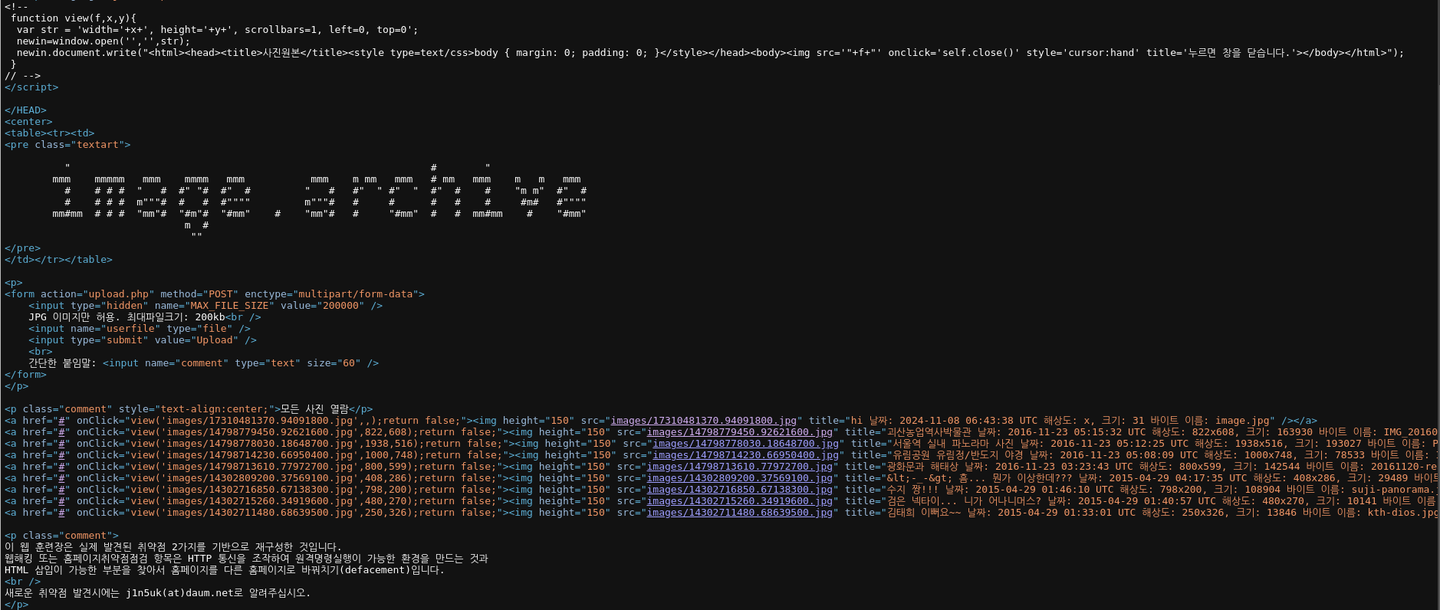 <!--
function view(f,x,y){
var str = 'width='+x+', height='+y+', scrollbars=1, left=0, top=0';
newin=window.open('','',str);
newin.document.write("<html><head><title>사진원본</title><style type=text/css>body { margin: 0; padding: 0; }</style></head><body><img src='"+f+"' onclick='self.close()' style='cursor:hand' title='누르면 창을 닫습니다.'></body></html>");
}
// -->
</script>
</HEAD>
<center>
<table><tr><td>
<pre class="textart">
</pre>
</td></tr></table>
<p>
<form action="upload.php" method="POST" enctype="multipart/form-data">
<input type="hidden" name="MAX_FILE_SIZE" value="200000" />
JPG 이미지만 허용. 최대파일크기: 200kb<br />
<input name="userfile" type="file" />
<input type="submit" value="Upload" />
<br>
간단한 붙임말: <input name="comment" type="text" size="60" />
</form>
</p>
<p class="comment" style="text-align:center;">모든 사진 열람</p>
<a href="#" onClick="view('images/17310481370.94091800.jpg',,);return false;"><img height="150" src="images/17310481370.94091800.jpg" title="hi 날짜: 2024-11-08 06:43:38 UTC 해상도: x, 크기: 31 바이트 이름: image.jpg" /></a>
<a href="#" onClick="view('images/14798779450.92621600.jpg',822,608);return false;"><img height="150" src="images/14798779450.92621600.jpg" title="괴산농업역사박물관 날짜: 2016-11-23 05:15:32 UTC 해상도: 822x608, 크기: 163930 바이트 이름: IMG_20160
<a href="#" onClick="view('images/14798778030.18648700.jpg',1938,516);return false;"><img height="150" src="images/14798778030.18648700.jpg" title="서울역 실내 파노라마 사진 날짜: 2016-11-23 05:12:25 UTC 해상도: 1938x516, 크기: 193027 바이트 이름: P
<a href="#" onClick="view('images/14798714230.66950400.jpg',1000,748);return false;"><img height="150" src="images/14798714230.66950400.jpg" title="유림공원 유림정/반도지 야경 날짜: 2016-11-23 05:08:09 UTC 해상도: 1000x748, 크기: 78533 바이트 이름:
<a href="#" onClick="view('images/14798713610.77972700.jpg',800,599);return false;"><img height="150" src="images/14798713610.77972700.jpg" title="광화문과 해태상 날짜: 2016-11-23 03:23:43 UTC 해상도: 800x599, 크기: 142544 바이트 이름: 20161120-re
<a href="#" onClick="view('images/14302809200.37569100.jpg',408,286);return false;"><img height="150" src="images/14302809200.37569100.jpg" title="&lt;-_-&gt; 흠... 뭔가 이상한데??? 날짜: 2015-04-29 04:17:35 UTC 해상도: 408x286, 크기: 29489 바이트
<a href="#" onClick="view('images/14302716850.67138300.jpg',798,200);return false;"><img height="150" src="images/14302716850.67138300.jpg" title="수지 짱!!! 날짜: 2015-04-29 01:46:10 UTC 해상도: 798x200, 크기: 108904 바이트 이름: suji-panorama.
<a href="#" onClick="view('images/14302715260.34919600.jpg',480,270);return false;"><img height="150" src="images/14302715260.34919600.jpg" title="검은 넥타이... 니가 어나니머스? 날짜: 2015-04-29 01:40:57 UTC 해상도: 480x270, 크기: 10141 바이트 이름:
<a href="#" onClick="view('images/14302711480.68639500.jpg',250,326);return false;"><img height="150" src="images/14302711480.68639500.jpg" title="김태희 이뻐요~~ 날짜: 2015-04-29 01:33:01 UTC 해상도: 250x326, 크기: 13846 바이트 이름: kth-dios.jpg
<p class="comment">
이 웹 훈련장은 실제 발견된 취약점 2가지를 기반으로 재구성한 것입니다.
웹해킹 또는 홈페이지취약점점검 항목은 HTTP 통신을 조작하여 원격명령실행이 가능한 환경을 만드는 것과
HTML 삽입이 가능한 부분을 찾아서 홈페이지를 다른 홈페이지로 바꿔치기(defacement)입니다.
<br />
새로운 취약점 발견시에는 j1n5uk(at)daum.net로 알려주십시오.
</p>